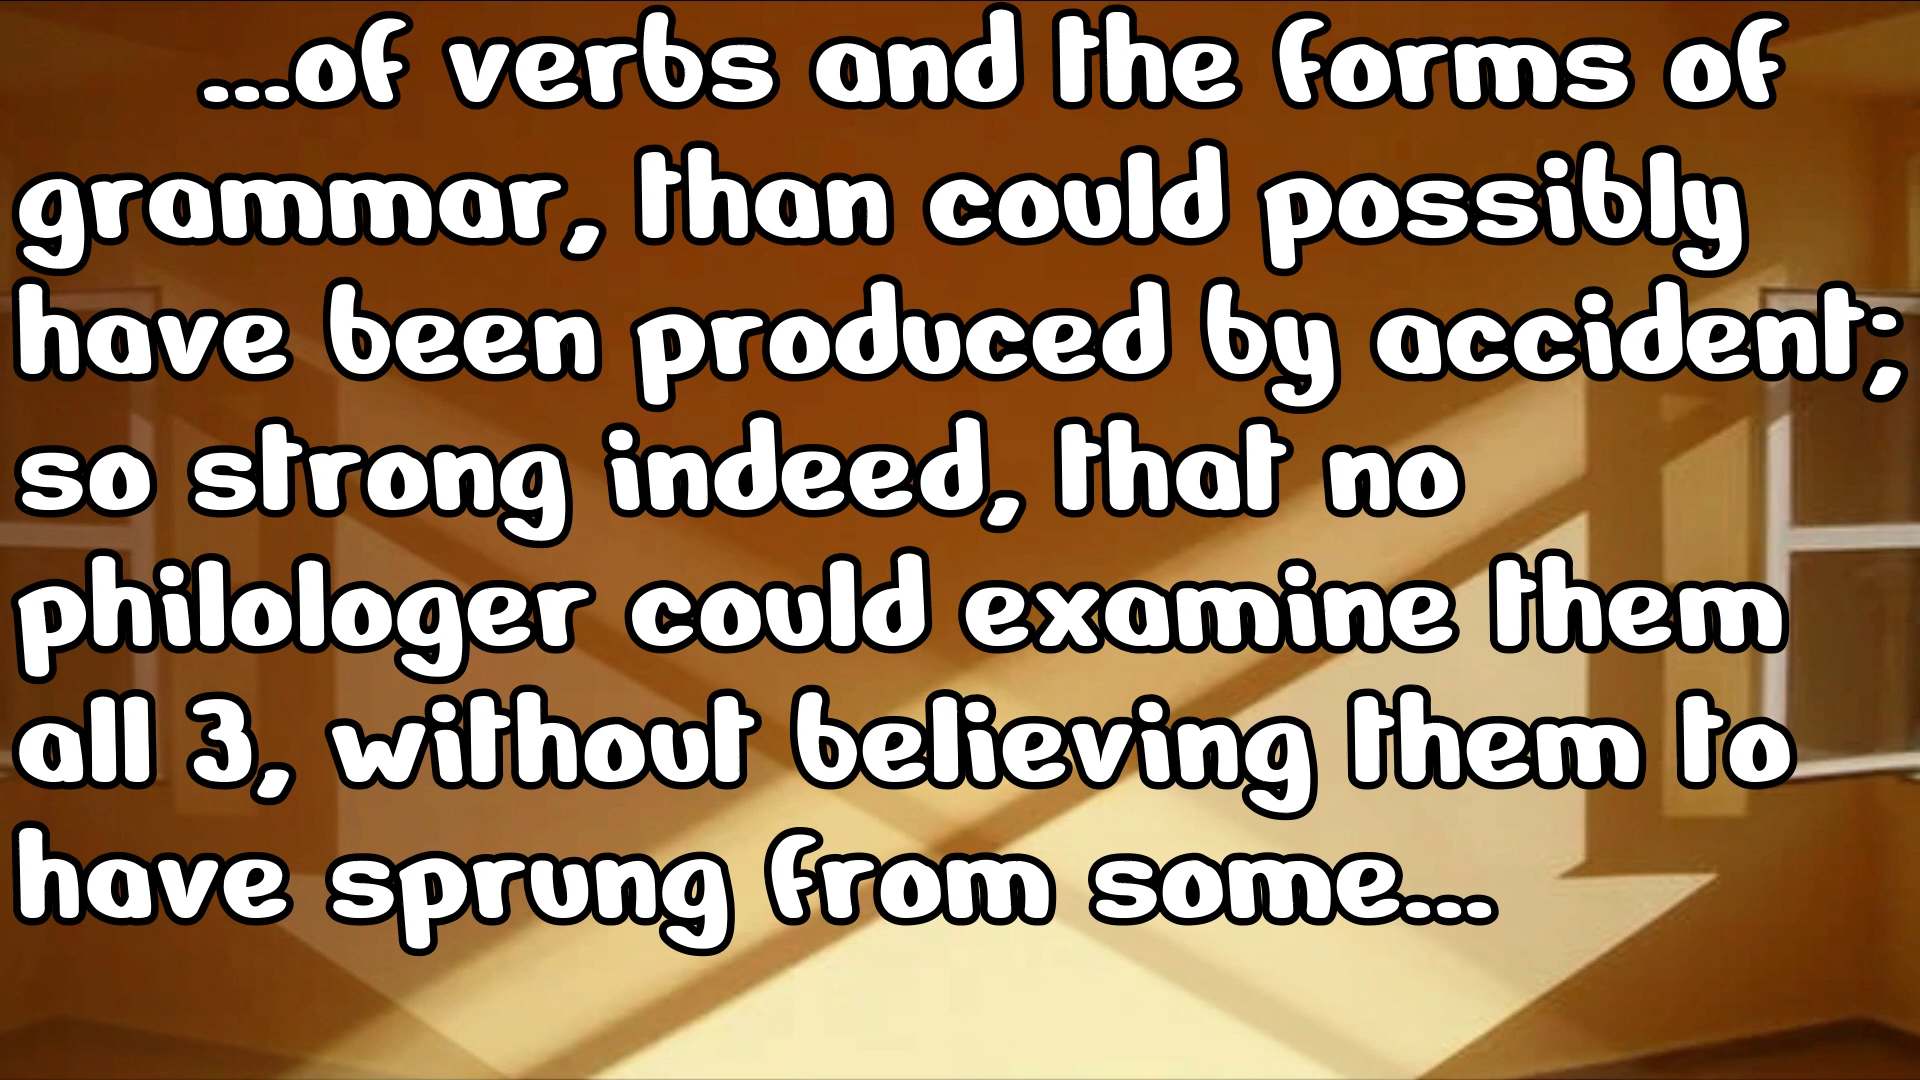 ...of verbs and the forms of
grammar, than could possibly
have been produced by accident;
so strong indeed, that no
philologer could examine them
all 3, without believing them to
have sprung from some...